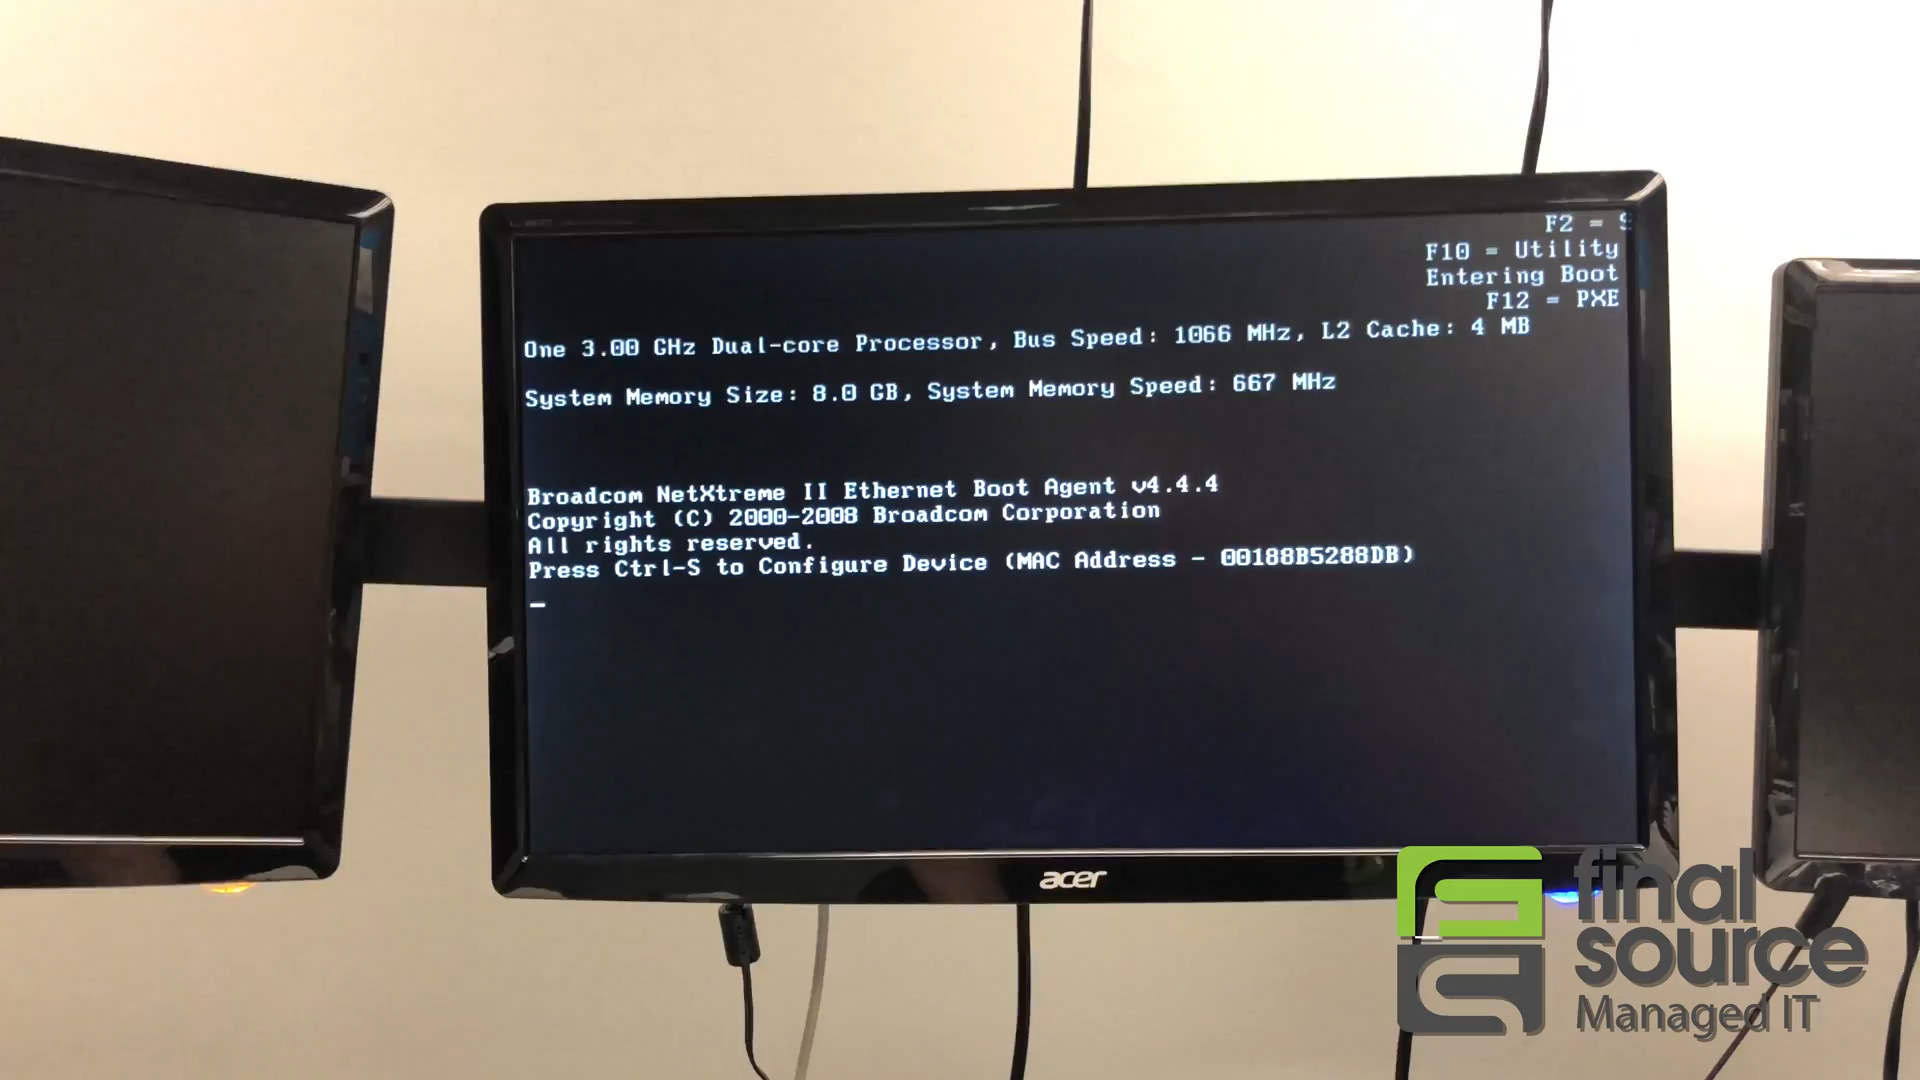 F2 = S
F10 = Utility
Entering Boot
F12 = PXE
One 3.00 GHz Dual-core Processor, Bus Speed: 1066 MHz, L2 Cache: 4 MB
System Memory Size: 8.0 GB, System Memory Speed: 667 MHz
Broadcom NetXtreme II Ethernet Boot Agent v4.4.4
Copyright (C) 2000-2008 Broadcom Corporation
All rights reserved.
Press Ctrl-S to Configure Device (MAC Address - 00188B5288DB)
acer
final
source
Managed IT